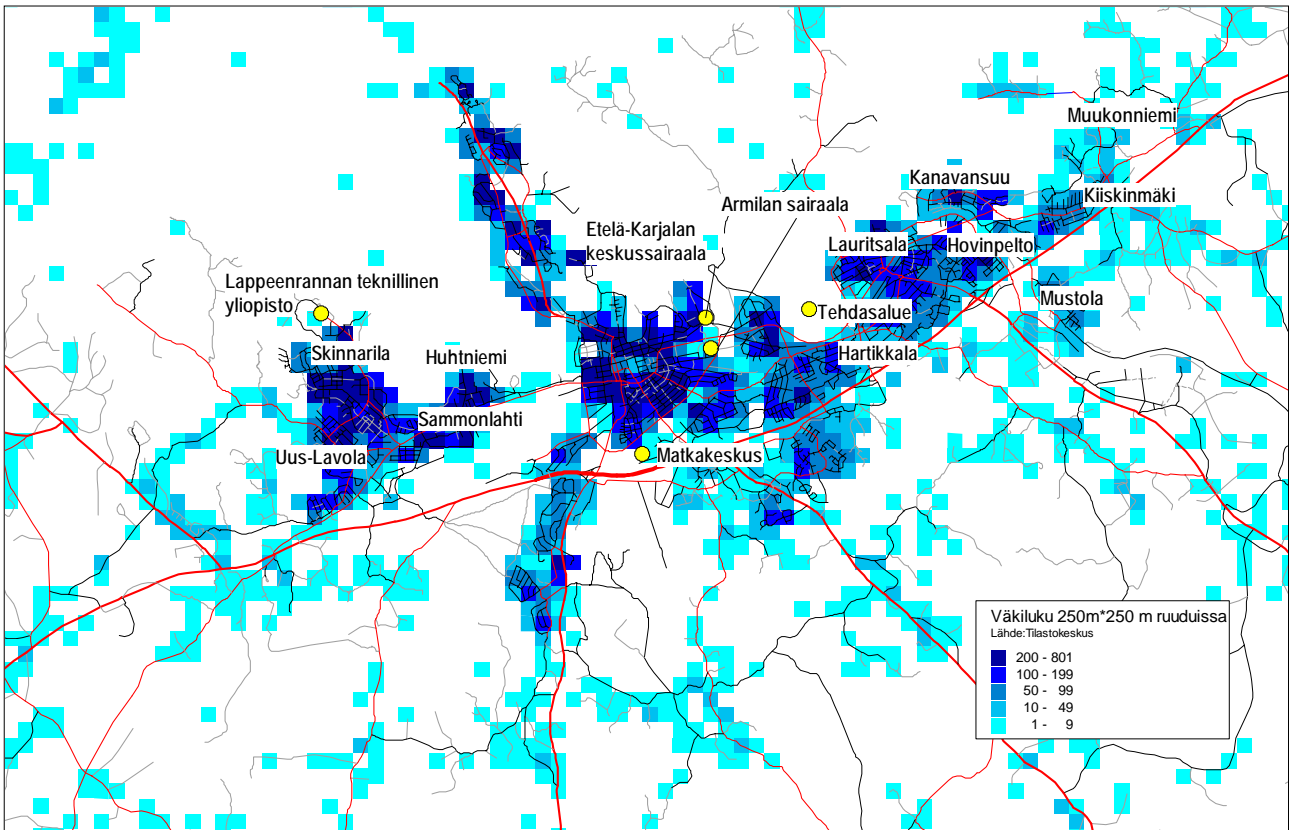 Muukonniemi
Kanavansuu
Kiiskinmäki
Armilan sairaala
Etelä-Karjalan
keskussairaala
Lauritsala
Hovinpelto
Lappeenrannan teknillinen
yliopisto
Mustola
Tehdasalue
Skinnarila
Huhtniemi
Hartikkala
Sammonlahti
Uus-Lavola
Matkakeskus
Väkiluku 250m*250 m ruuduissa
Lähde:Tilastokeskus
200 - 801
100 - 199
50 - 99
10 - 49
1 - 9